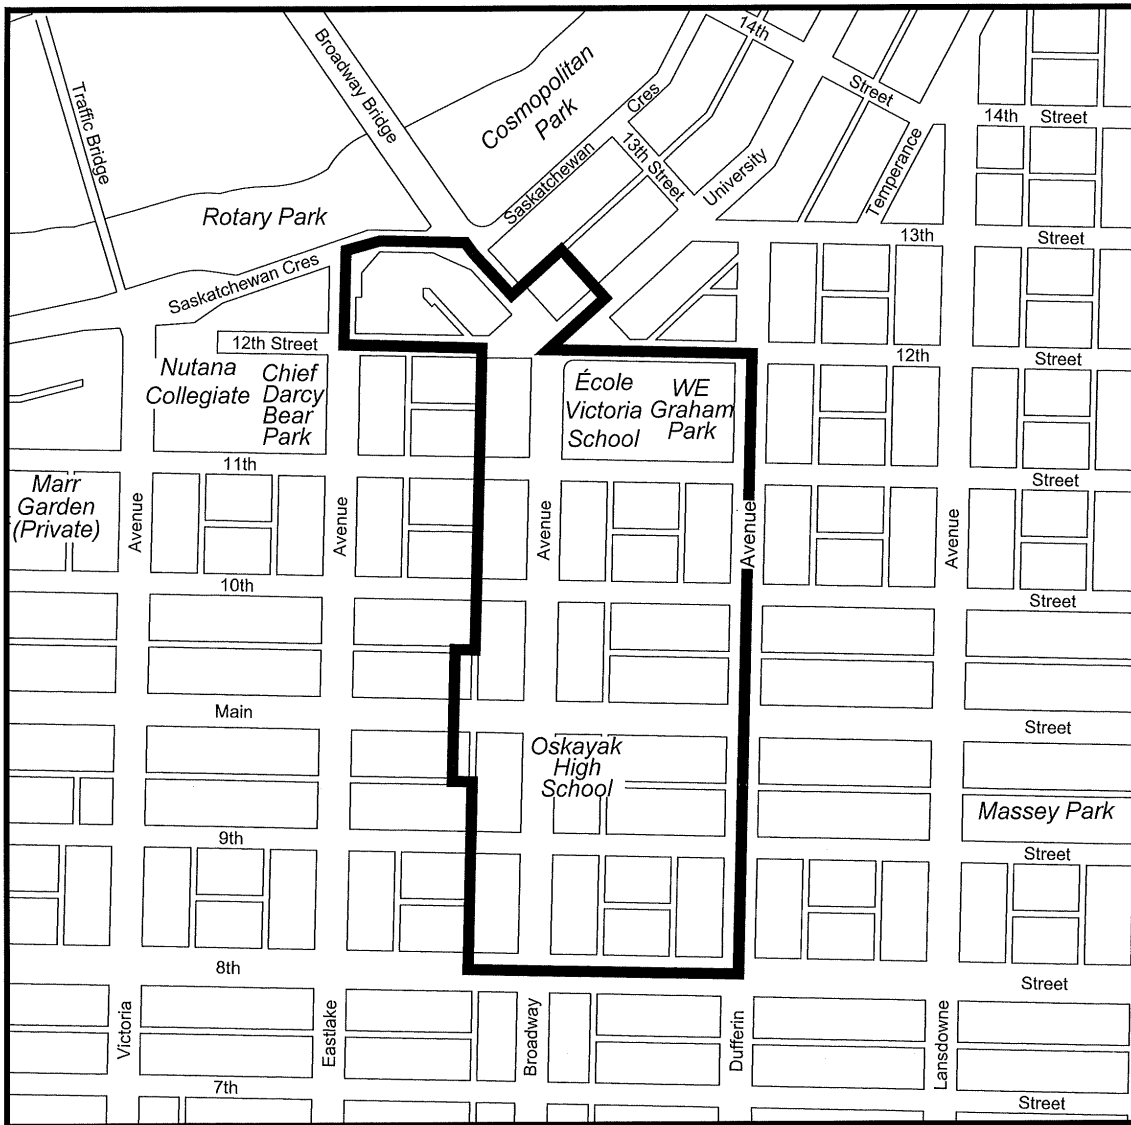 14th
Street
Broadway Bridge
Cosmopolitan
Park
Traffic Bridge
Cres
Saskatchewan
13th Street
University
Temperance
14th Street
Rotary Park
13th
Street
Saskatchewan Cres
12th Street
12th
Street
Nutana
Collegiate
Chief
Darcy
Bear
Park
École
Victoria
School
WE
Graham
Park
11th
Street
Marr
Garden
(Private)
Avenue
Avenue
Avenue
Avenue
Avenue
10th
Street
Main
Street
Oskayak
High
School
Massey Park
9th
Street
8th
Street
Victoria
Eastlake
Broadway
Dufferin
Lansdowne
7th
Street